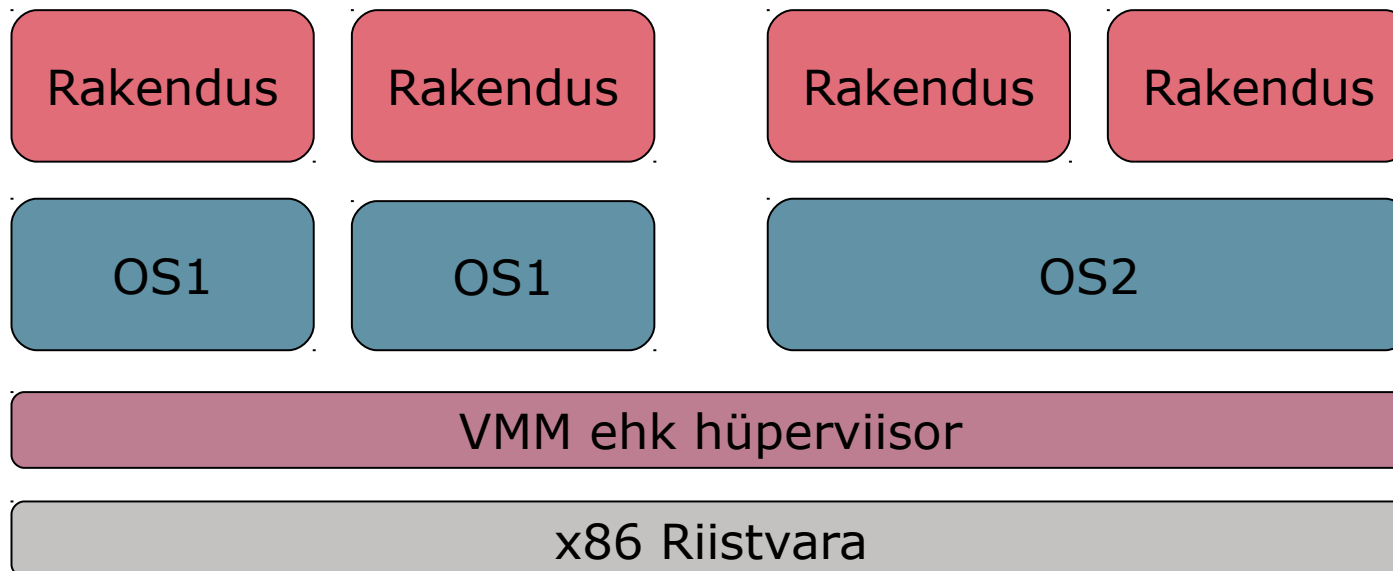 Rakendus
Rakendus
Rakendus
Rakendus
OS1
OS1
OS2
VMM ehk hüperviisor
x86 Riistvara